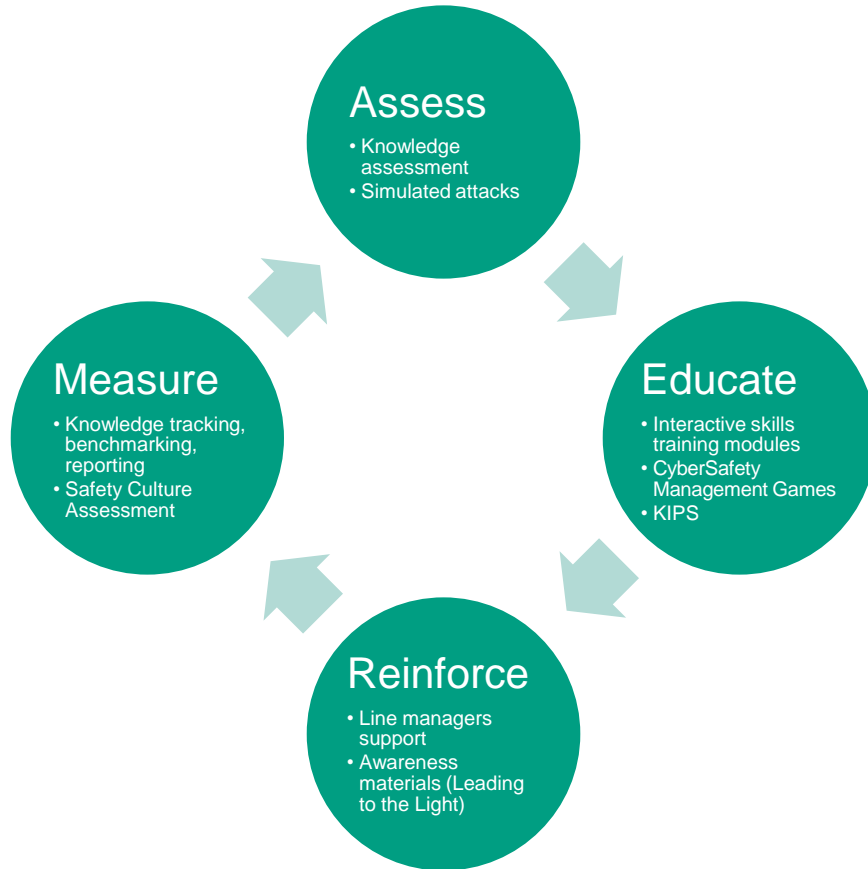 Assess
• Knowledge
assessment
• Simulated attacks
Educate
• Interactive skills
training modules
• CyberSafety
Management Games
• KIPS
Reinforce
• Line managers
support
• Awareness
materials (Leading
to the Light)
Measure
• Knowledge tracking,
benchmarking,
reporting
• Safety Culture
Assessment